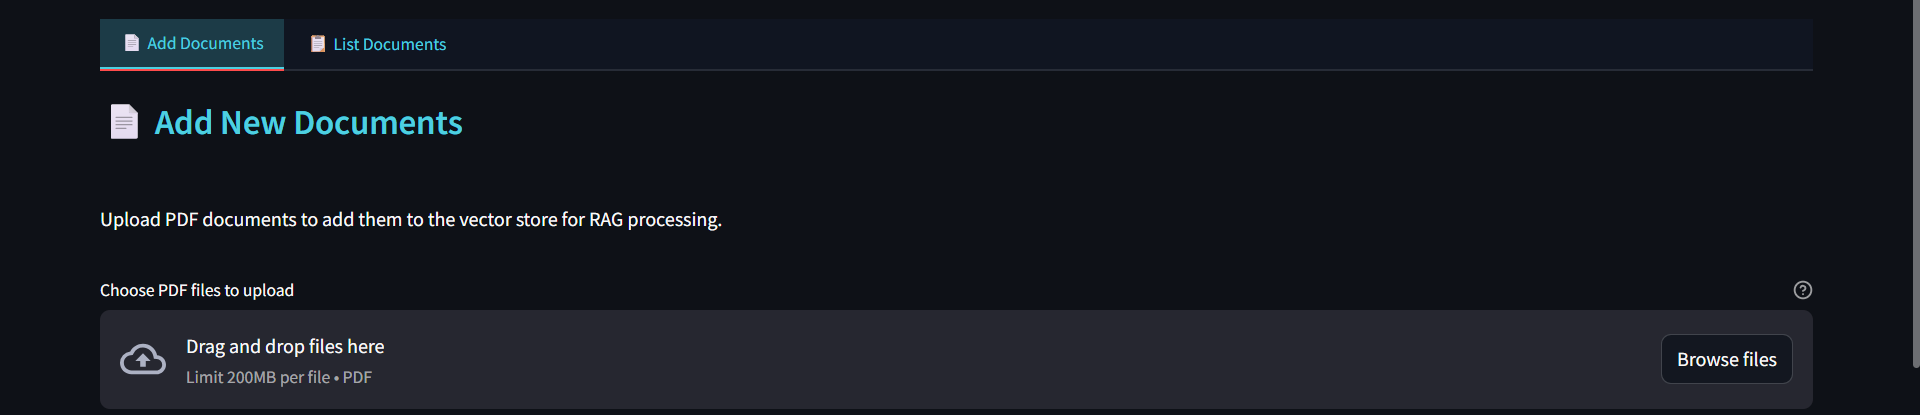 Add Documents
List Documents
Add New Documents
Upload PDF documents to add them to the vector store for RAG processing.
Choose PDF files to upload
Drag and drop files here
Limit 200MB per file • PDF
Browse files